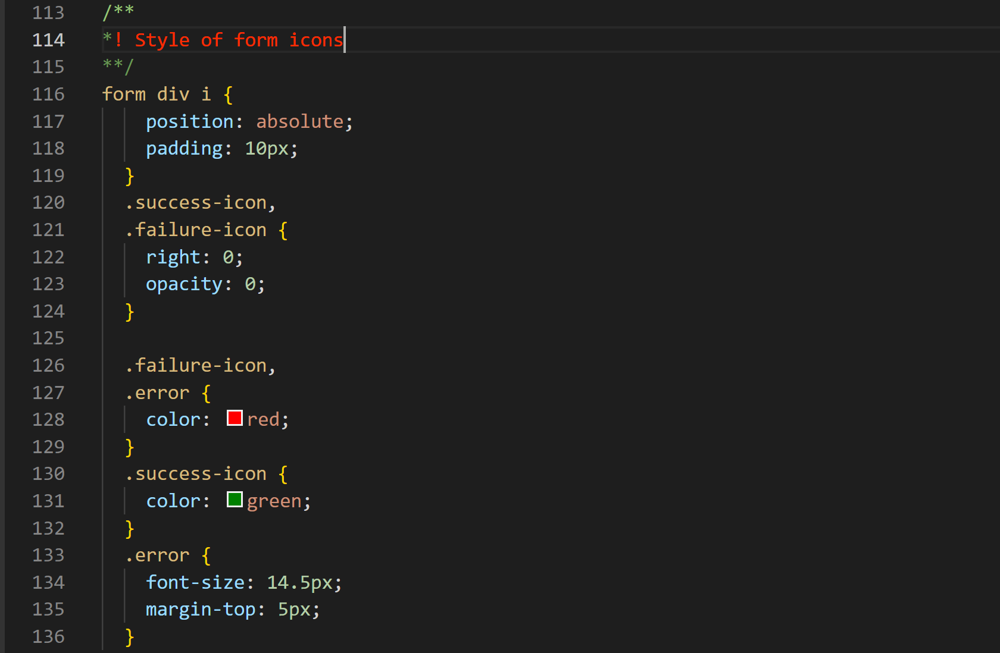 113 /**
114 *! Style of form icons
115 **/
116 form div i {
117 position: absolute;
118 padding: 10px;
119 }
120 .success-icon,
121 .failure-icon {
122 right: 0;
123 opacity: 0;
124 }
125
126 .failure-icon,
127 .error {
128 color: red;
129 }
130 .success-icon {
131 color: green;
132 }
133 .error {
134 font-size: 14.5px;
135 margin-top: 5px;
136 }